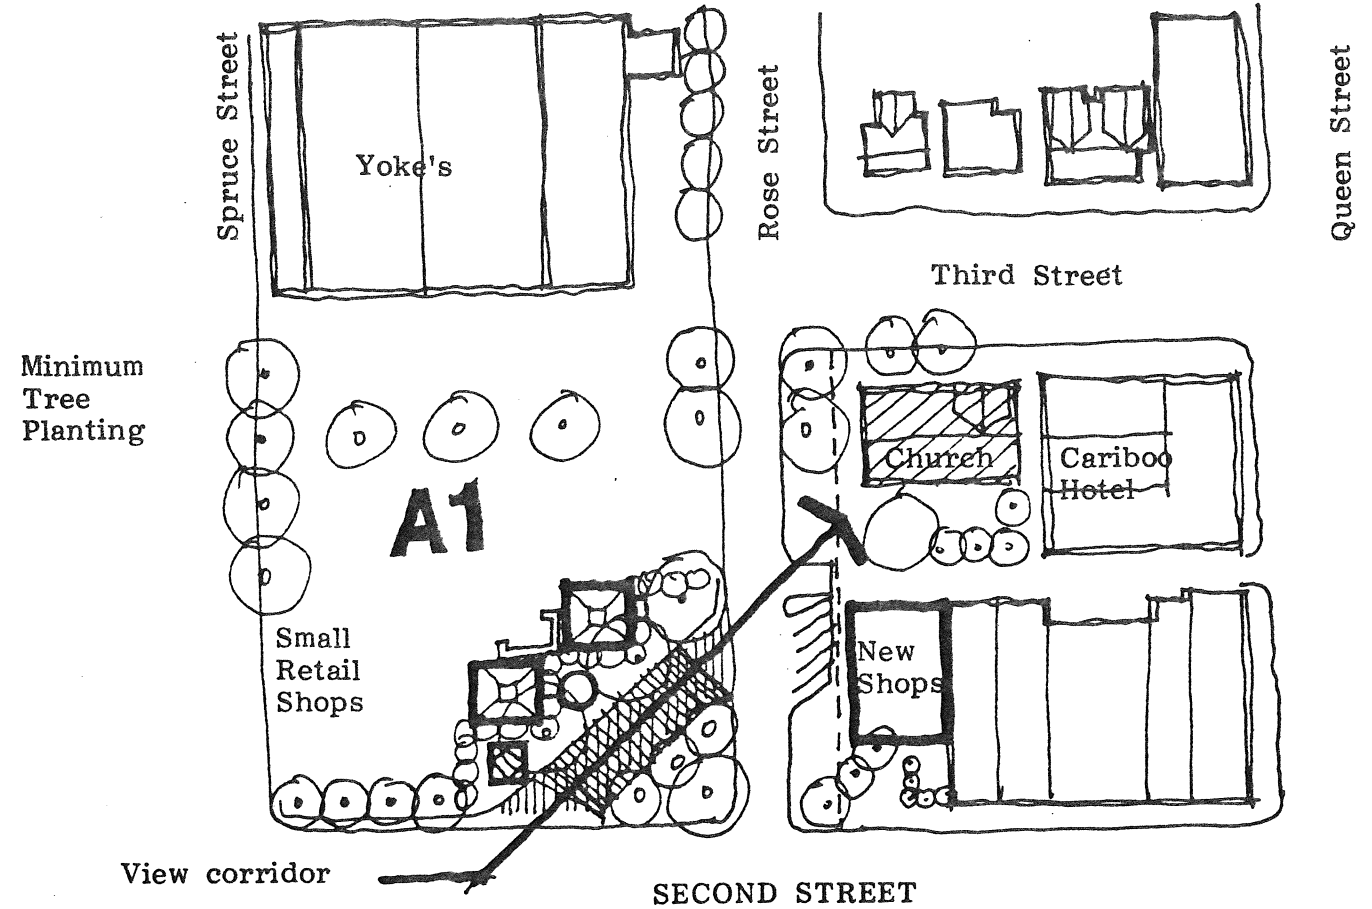 Spruce Street
Yoke's
Rose Street
Queen Street
Third Street
Minimum
Tree
Planting
Church
Cariboo
Hotel
A1
Small
Retail
Shops
New
Shops
View corridor
SECOND STREET